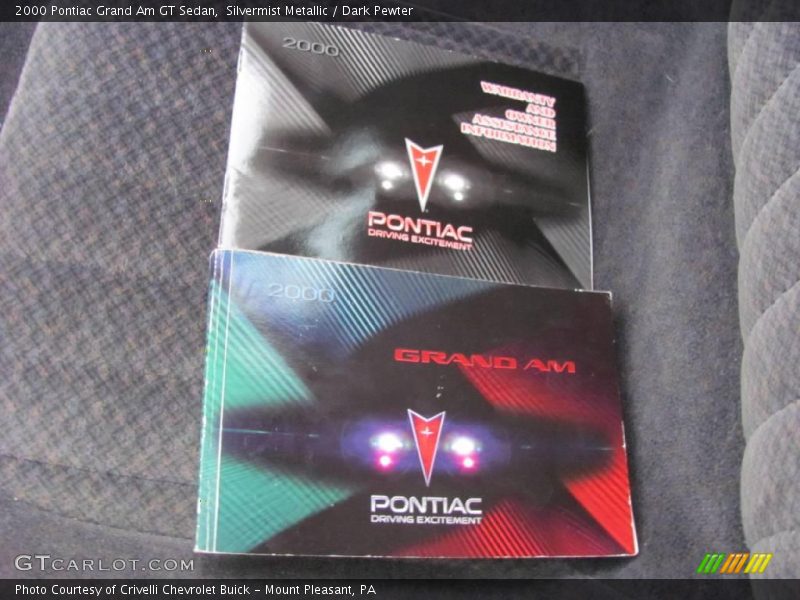 2000 Pontiac Grand Am GT Sedan, Silvermist Metallic / Dark Pewter
2000
WARRANTY
AND
OWNER
ASSISTANCE
INFORMATION
PONTIAC
DRIVING EXCITEMENT
2000
GRAND AM
PONTIAC
DRIVING EXCITEMENT
GTCARLOT.COM
Photo Courtesy of Crivelli Chevrolet Buick - Mount Pleasant, PA